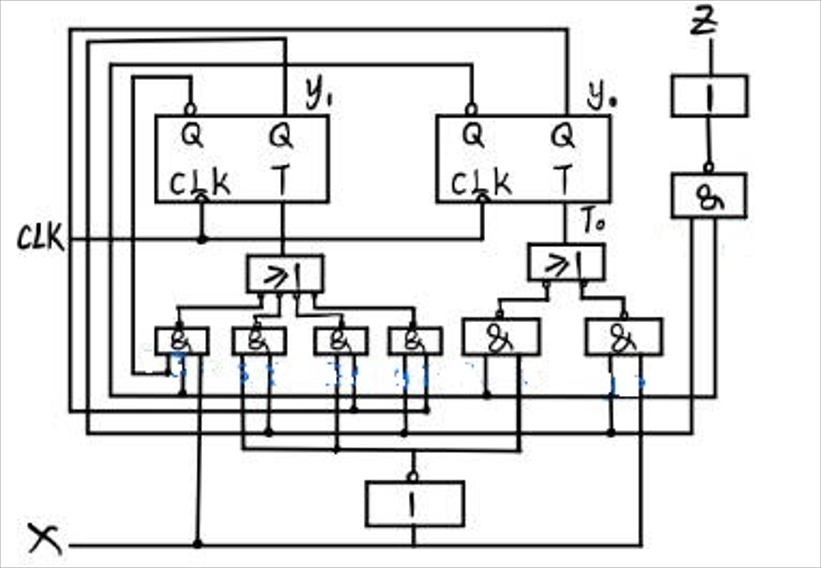 Z
Y₁
Y₀
1
Q Q
Q Q
CLK T
CLK T
&
CLK
T₀
≥1
≥1
& & & & & &
1
X